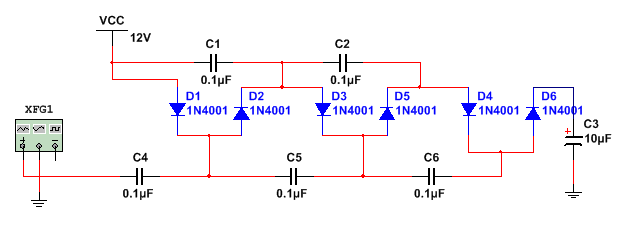 VCC
12V
C1
0.1µF
C2
0.1µF
D1
1N4001
D2
1N4001
D3
1N4001
D5
1N4001
D4
1N4001
D6
1N4001
XFG1
C3
10µF
C4
0.1µF
C5
0.1µF
C6
0.1µF